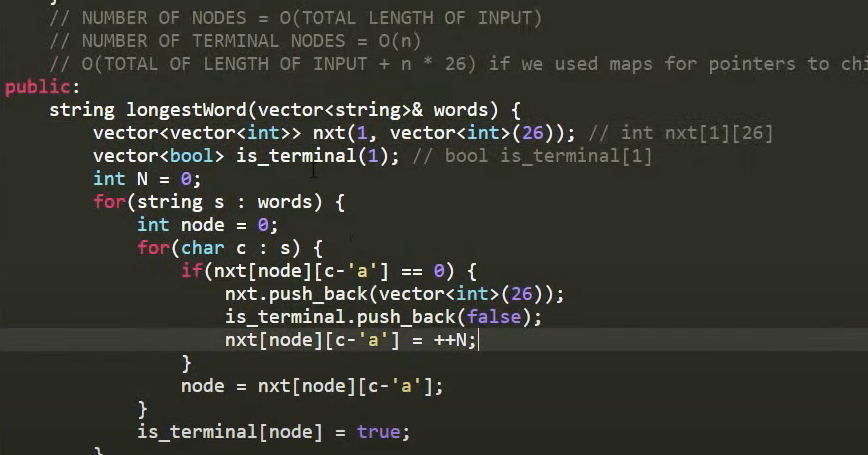 }
// NUMBER OF NODES = O(TOTAL LENGTH OF INPUT)
// NUMBER OF TERMINAL NODES = O(n)
// O(TOTAL OF LENGTH OF INPUT + n * 26) if we used maps for pointers to chi
public:
    string longestWord(vector<string>& words) {
        vector<vector<int>> nxt(1, vector<int>(26)); // int nxt[1][26]
        vector<bool> is_terminal(1); // bool is_terminal[1]
        int N = 0;
        for(string s : words) {
            int node = 0;
            for(char c : s) {
                if(nxt[node][c-'a'] == 0) {
                    nxt.push_back(vector<int>(26));
                    is_terminal.push_back(false);
                    nxt[node][c-'a'] = ++N;
                }
                node = nxt[node][c-'a'];
            }
            is_terminal[node] = true;
        }